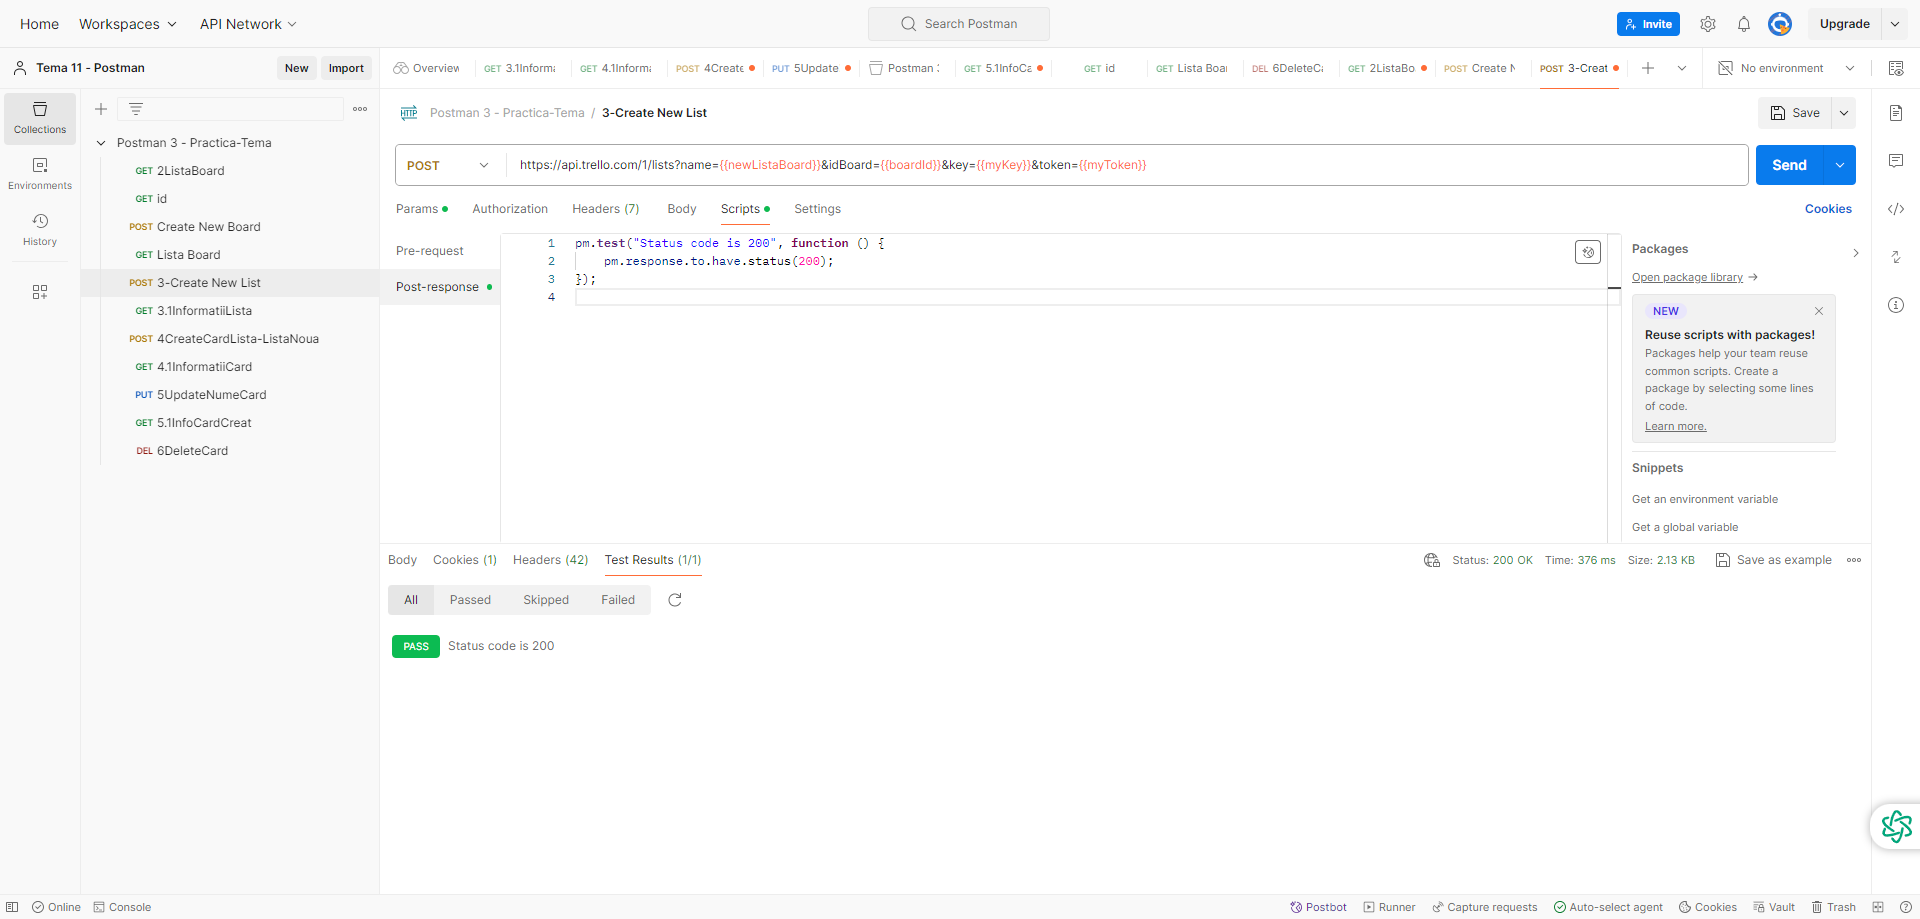 Home Workspaces API Network Search Postman Invite Upgrade
Tema 11 - Postman New Import
Overview GET 3.1Informa GET 4.1Informa POST 4Create PUT 5Update Postman GET 5.1InfoCa GET id GET Lista Boa DEL 6DeleteCa GET 2ListaBo POST Create N POST 3-Creat No environment
Collections
Environments
History
Postman 3 - Practica-Tema
GET 2ListaBoard
GET id
POST Create New Board
GET Lista Board
POST 3-Create New List
GET 3.1InformatiiLista
POST 4CreateCardLista-ListaNoua
GET 4.1InformatiiCard
PUT 5UpdateNumeCard
GET 5.1InfoCardCreat
DEL 6DeleteCard
HTTP Postman 3 - Practica-Tema / 3-Create New List Save
POST https://api.trello.com/1/lists?name={{newListaBoard}}&idBoard={{boardId}}&key={{myKey}}&token={{myToken}} Send
Params Authorization Headers (7) Body Scripts Settings Cookies
Pre-request
Post-response
1 pm.test("Status code is 200", function () {
2 pm.response.to.have.status(200);
3 });
4
Packages
Open package library →
NEW
Reuse scripts with packages!
Packages help your team reuse
common scripts. Create a
package by selecting some lines
of code.
Learn more.
Snippets
Get an environment variable
Get a global variable
Body Cookies (1) Headers (42) Test Results (1/1) Status: 200 OK Time: 376 ms Size: 2.13 KB Save as example
All Passed Skipped Failed
PASS Status code is 200
Online Console Postbot Runner Capture requests Auto-select agent Cookies Vault Trash